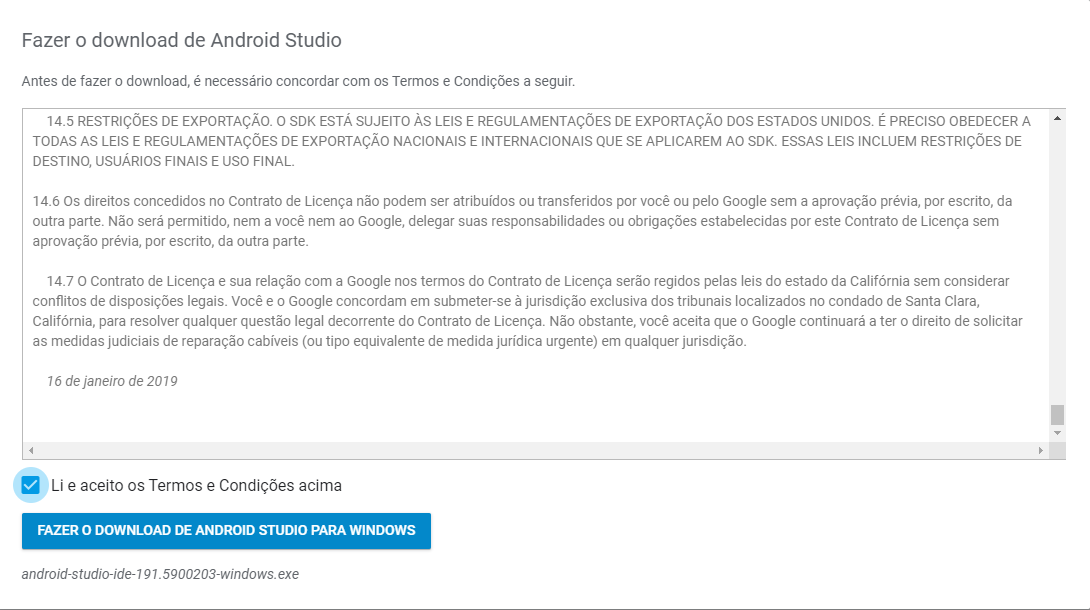 Fazer o download de Android Studio
Antes de fazer o download, é necessário concordar com os Termos e Condições a seguir.
14.5 RESTRIÇÕES DE EXPORTAÇÃO. O SDK ESTÁ SUJEITO ÀS LEIS E REGULAMENTAÇÕES DE EXPORTAÇÃO DOS ESTADOS UNIDOS. É PRECISO OBEDECER A
TODAS AS LEIS E REGULAMENTAÇÕES DE EXPORTAÇÃO NACIONAIS E INTERNACIONAIS QUE SE APLICAREM AO SDK. ESSAS LEIS INCLUEM RESTRIÇÕES DE
DESTINO, USUÁRIOS FINAIS E USO FINAL.
14.6 Os direitos concedidos no Contrato de Licença não podem ser atribuídos ou transferidos por você ou pelo Google sem a aprovação prévia, por escrito, da
outra parte. Não será permitido, nem a você nem ao Google, delegar suas responsabilidades ou obrigações estabelecidas por este Contrato de Licença sem
aprovação prévia, por escrito, da outra parte.
14.7 O Contrato de Licença e sua relação com a Google nos termos do Contrato de Licença serão regidos pelas leis do estado da Califórnia sem considerar
conflitos de disposições legais. Você e o Google concordam em submeter-se à jurisdição exclusiva dos tribunais localizados no condado de Santa Clara,
Califórnia, para resolver qualquer questão legal decorrente do Contrato de Licença. Não obstante, você aceita que o Google continuará a ter o direito de solicitar
as medidas judiciais de reparação cabíveis (ou tipo equivalente de medida jurídica urgente) em qualquer jurisdição.
16 de janeiro de 2019
Li e aceito os Termos e Condições acima
FAZER O DOWNLOAD DE ANDROID STUDIO PARA WINDOWS
android-studio-ide-191.5900203-windows.exe